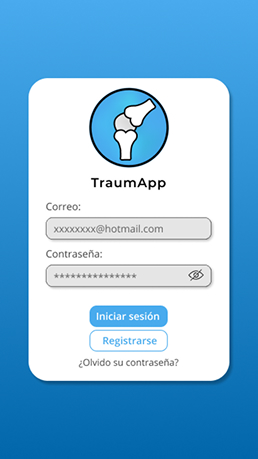 TraumApp
Correo:
xxxxxxxx@hotmail.com
Contraseña:
***************
Iniciar sesión
Registrarse
¿Olvido su contraseña?